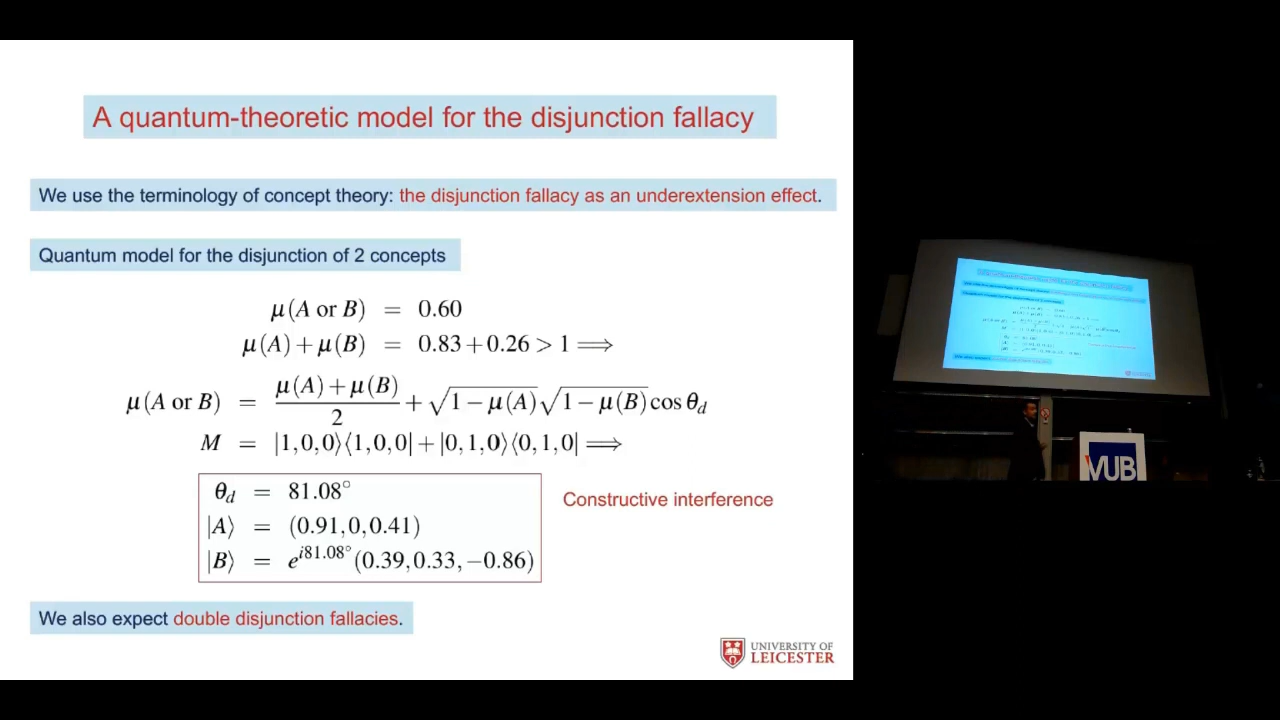 A quantum-theoretic model for the disjunction fallacy
We use the terminology of concept theory: the disjunction fallacy as an underextension effect.
Quantum model for the disjunction of 2 concepts
μ(A or B) = 0.60
μ(A)+μ(B) = 0.83+0.26 > 1 ⟹
μ(A or B) = \frac{μ(A)+μ(B)}{2} + \sqrt{1−μ(A)}\sqrt{1−μ(B)} cos θ_d
M = |1,0,0⟩⟨1,0,0|+|0,1,0⟩⟨0,1,0| ⟹
θ_d = 81.08°
|A⟩ = (0.91,0,0.41)
|B⟩ = e^{i81.08°}(0.39,0.33,−0.86)
Constructive interference
We also expect double disjunction fallacies.
UNIVERSITY OF
LEICESTER
VUB